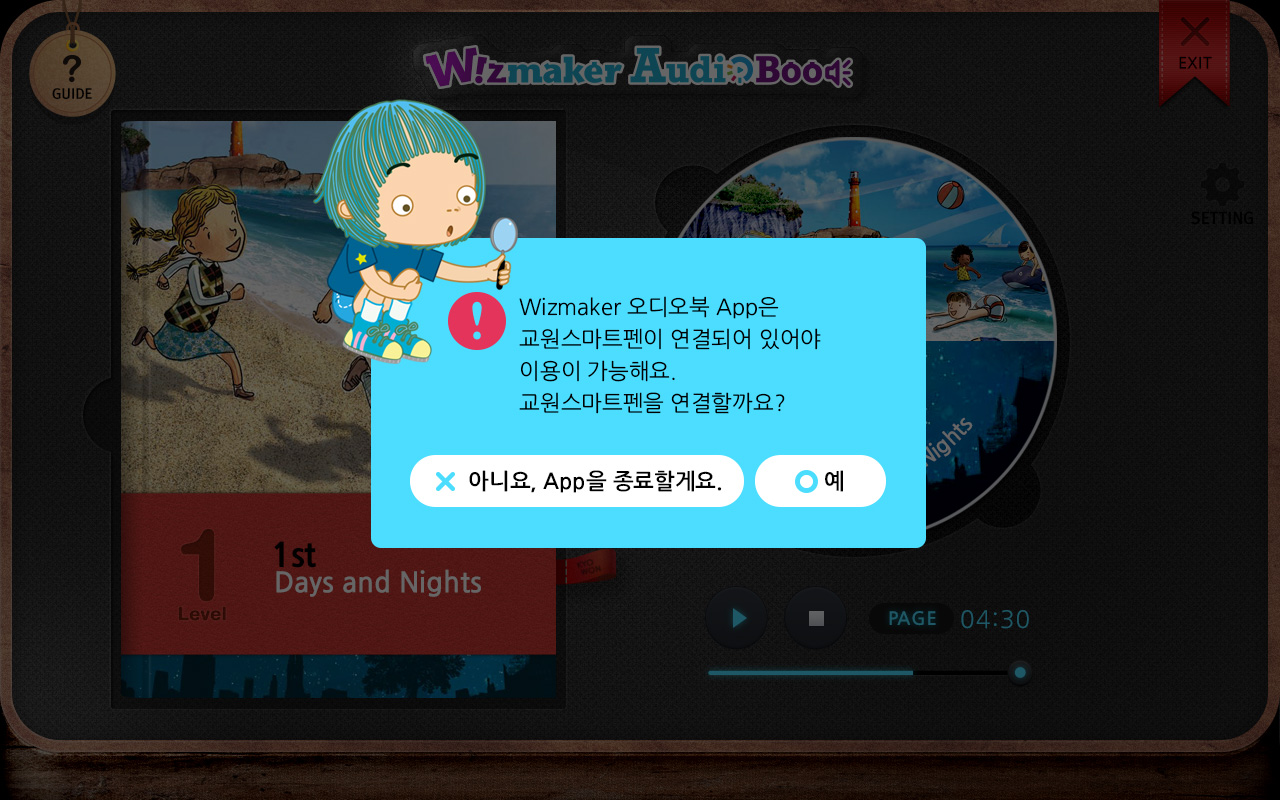 Wizmaker AudioBook
?
GUIDE
EXIT
SETTING
Wizmaker 오디오북 App은
교원스마트펜이 연결되어 있어야
이용이 가능해요.
교원스마트펜을 연결할까요?
아니요, App을 종료할게요.
예
Nights
1
Level
1st
Days and Nights
PAGE
04:30